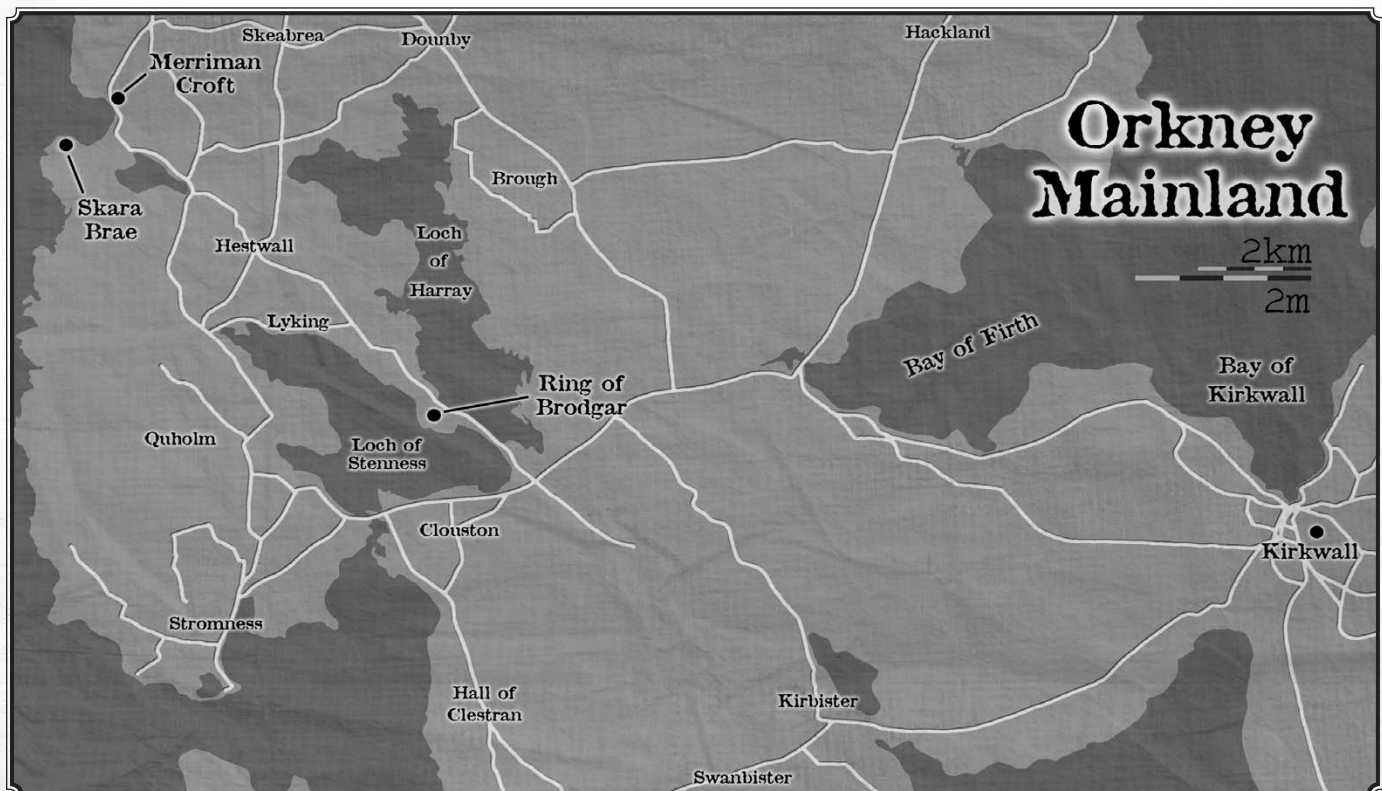 Skeabrea
Dounby
Hackland
Merriman
Croft
Orkney
Mainland
Skara
Brae
Brough
Hestwall
Loch
of
Harray
2km
2m
Lyking
Bay of Firth
Bay of
Kirkwall
Ring of
Brodgar
Quholm
Loch of
Stenness
Clouston
Kirkwall
Stromness
Hall of
Clestran
Kirbister
Swanbister